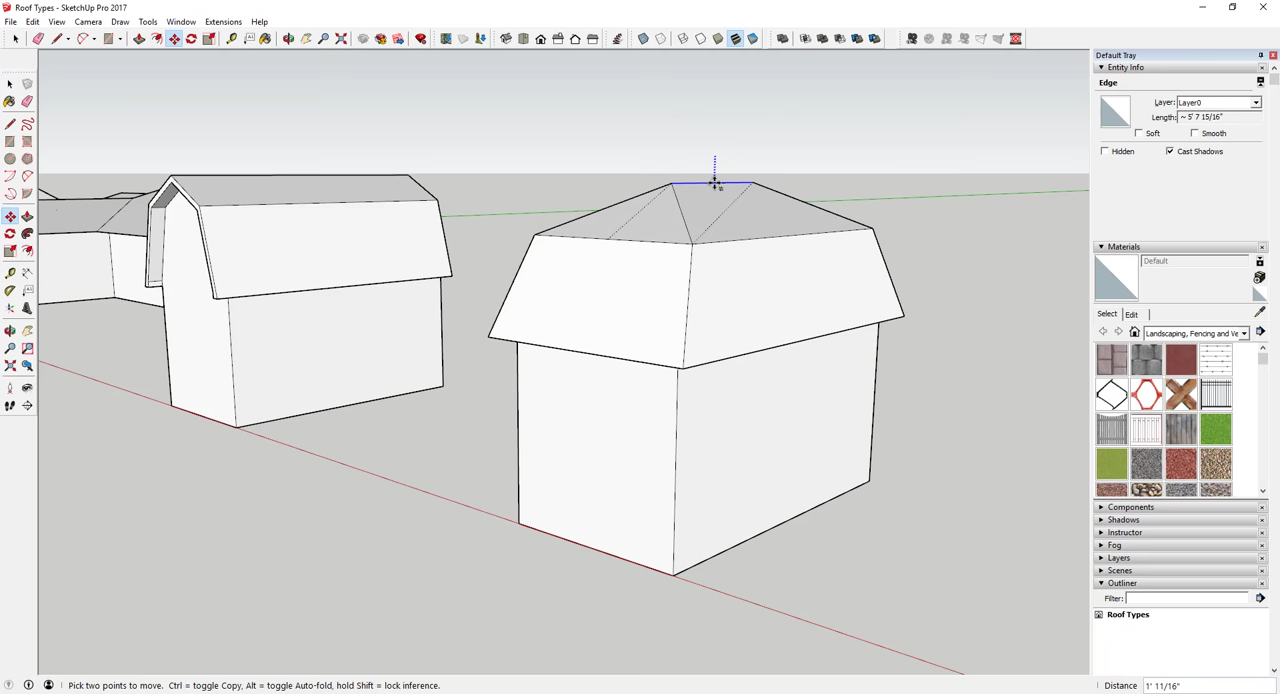 Roof Types - SketchUp Pro 2017
File Edit View Camera Draw Tools Window Extensions Help
Default Tray
Entity Info
Edge
Layer: Layer0
Length: ~ 5' 7 15/16"
Soft Smooth
Hidden Cast Shadows
Materials
Default
Select Edit
Landscaping, Fencing and Ve
Components
Shadows
Instructor
Fog
Layers
Scenes
Outliner
Filter:
Roof Types
Pick two points to move. Ctrl = toggle Copy, Alt = toggle Auto-fold, hold Shift = lock inference.
Distance 1' 11/16"